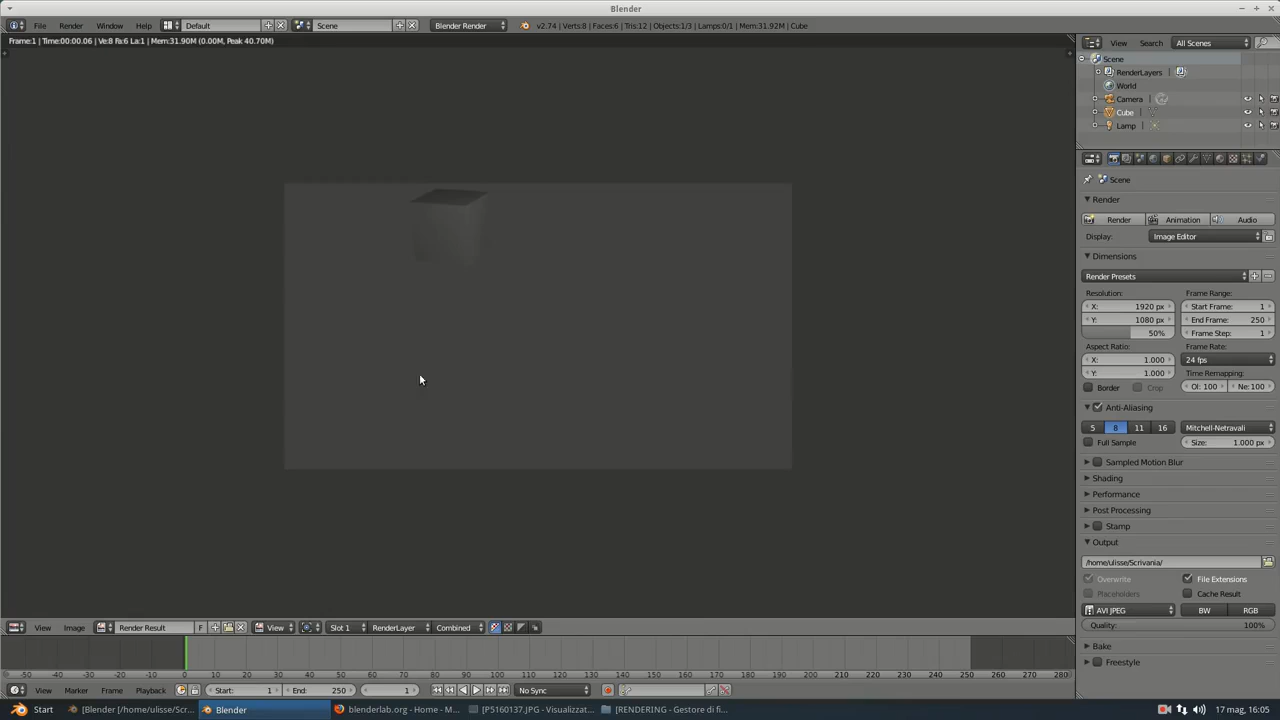 Blender
File Render Window Help Default Scene Blender Render v2.74 | Verts:8 | Faces:6 | Tris:12 | Objects:1/3 | Lamps:0/1 | Mem:31.92M | Cube
Frame:1 | Time:00:00.06 | Ve:8 Fa:6 La:1 | Mem:31.90M (0.00M, Peak 40.70M)
View Search All Scenes
Scene
RenderLayers
World
Camera
Cube
Lamp
Scene
Render
Render Animation Audio
Display: Image Editor
Dimensions
Render Presets
Resolution: Frame Range:
X: 1920 px Start Frame: 1
Y: 1080 px End Frame: 250
50% Frame Step: 1
Aspect Ratio: Frame Rate:
X: 1.000 24 fps
Y: 1.000 Time Remapping:
Border Crop Ol: 100 Ne:100
Anti-Aliasing
5 8 11 16 Mitchell-Netravali
Full Sample Size: 1.000 px
Sampled Motion Blur
Shading
Performance
Post Processing
Stamp
Output
/home/ulisse/Scrivania/
Overwrite File Extensions
Placeholders Cache Result
AVI JPEG BW RGB
Quality: 100%
Bake
Freestyle
View Image Render Result F View Slot 1 RenderLayer Combined
-50 -40 -30 -20 -10 0 10 20 30 40 50 60 70 80 90 100 110 120 130 140 150 160 170 180 190 200 210 220 230 240 250 260 270 280
View Marker Frame Playback Start: 1 End: 250 1 No Sync
Start [Blender [/home/ulisse/Scr... Blender blenderlab.org - Home - M... [P5160137.JPG - Visualizzat... [RENDERING - Gestore di fi... 17 mag, 16:05